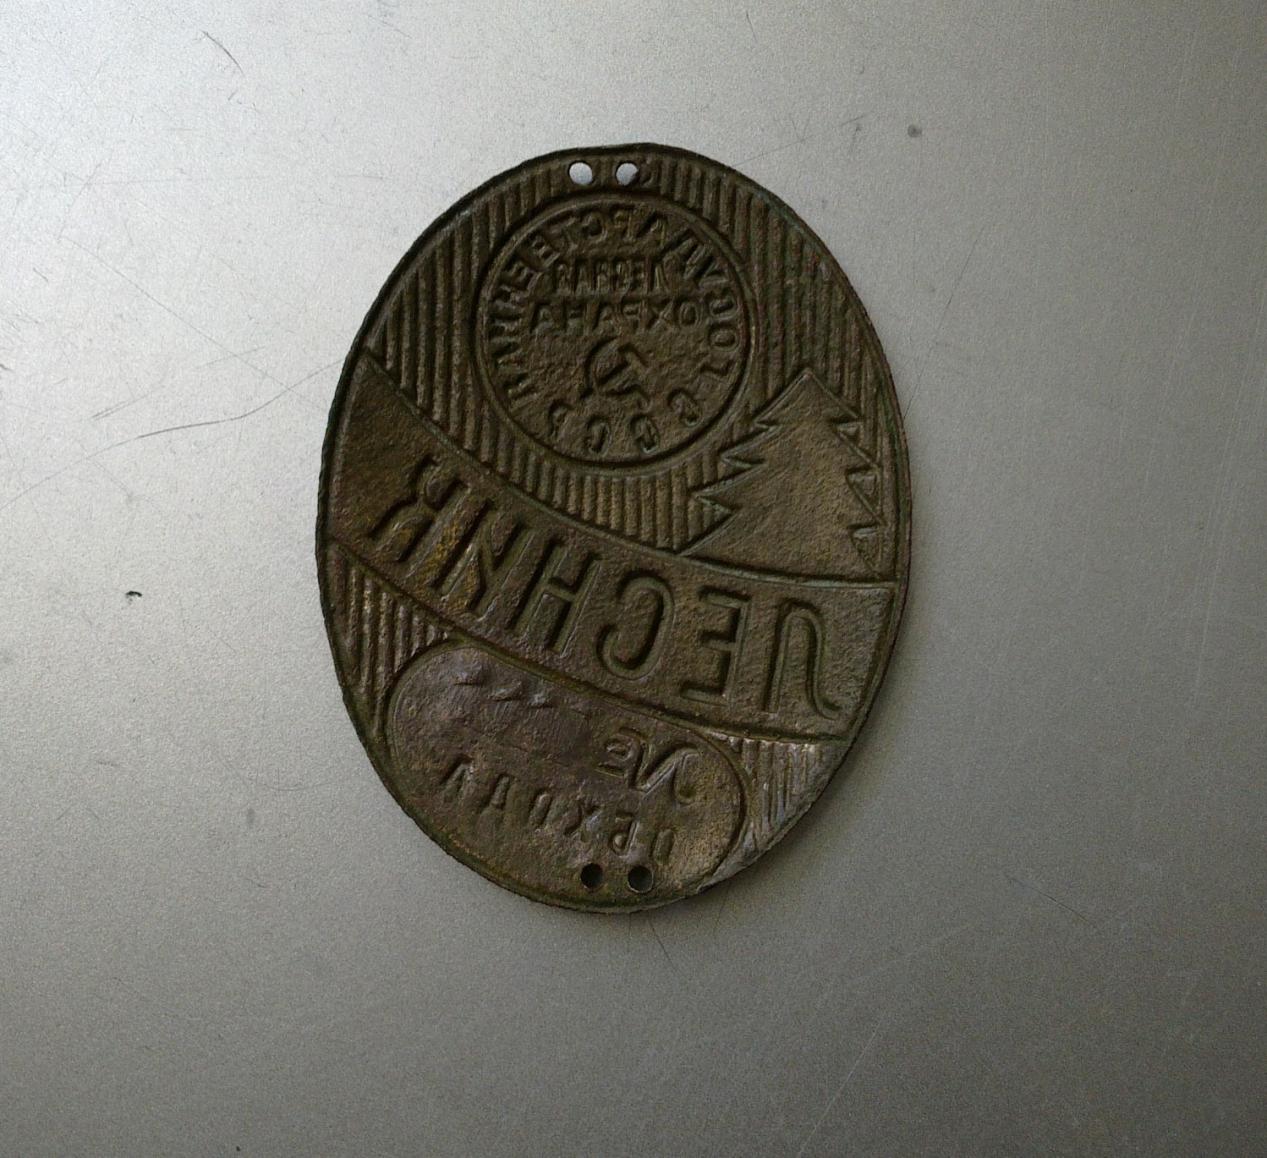 ГОСУДАРСТВЕННАЯ
ЛЕСНАЯ
ОХРАНА
СССР
ЛЕСНИК
№
ОБХОДА